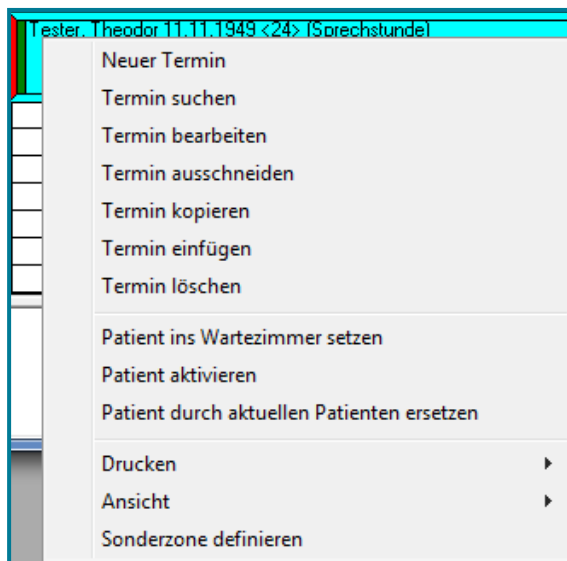 Tester, Theodor 11.11.1949 <24> (Sprechstunde)
Neuer Termin
Termin suchen
Termin bearbeiten
Termin ausschneiden
Termin kopieren
Termin einfügen
Termin löschen
Patient ins Wartezimmer setzen
Patient aktivieren
Patient durch aktuellen Patienten ersetzen
Drucken
Ansicht
Sonderzone definieren